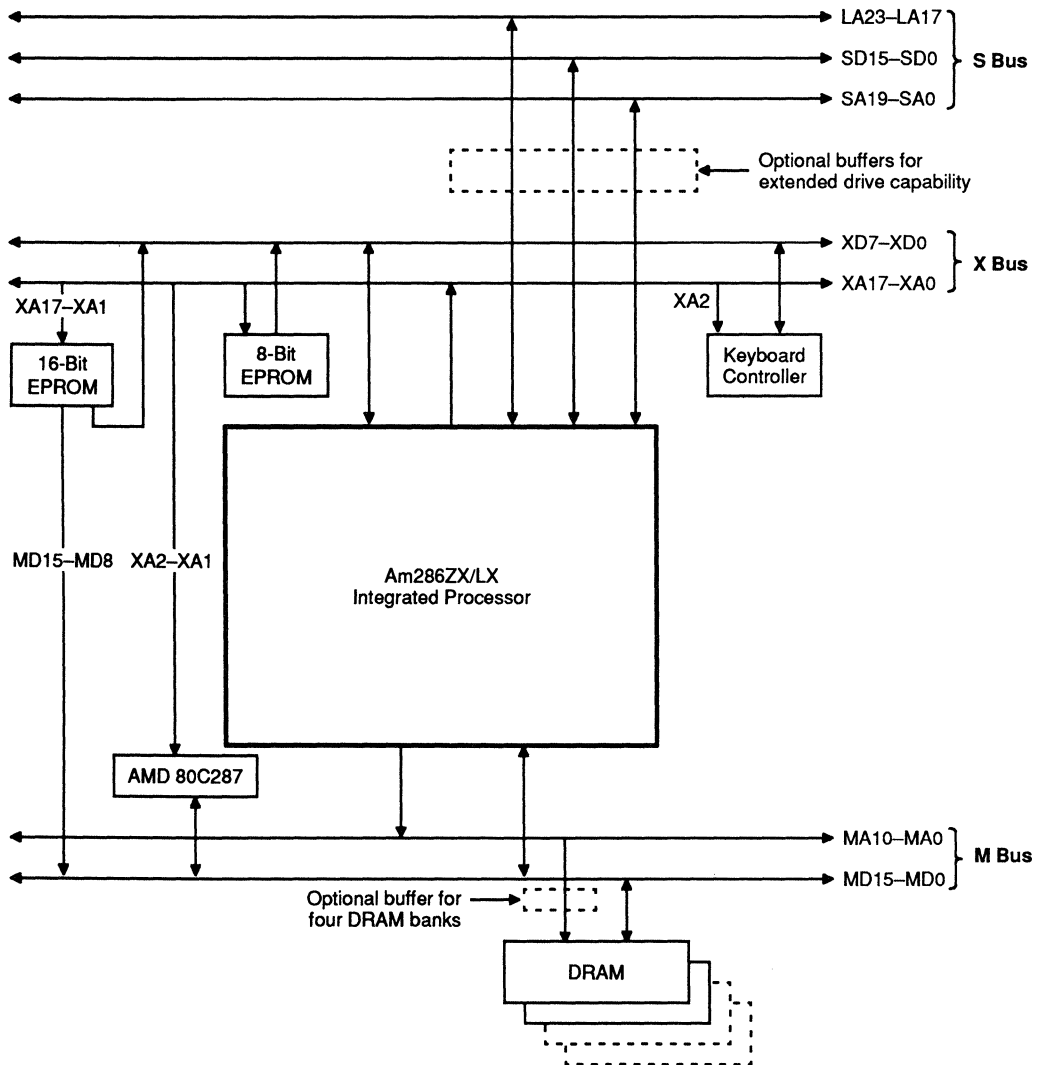 LA23–LA17
SD15–SD0
S Bus
SA19–SA0
Optional buffers for
extended drive capability
XD7–XD0
X Bus
XA17–XA0
XA17–XA1
XA2
16-Bit
EPROM
8-Bit
EPROM
Keyboard
Controller
MD15–MD8
XA2–XA1
Am286ZX/LX
Integrated Processor
AMD 80C287
MA10–MA0
M Bus
MD15–MD0
Optional buffer for
four DRAM banks
DRAM